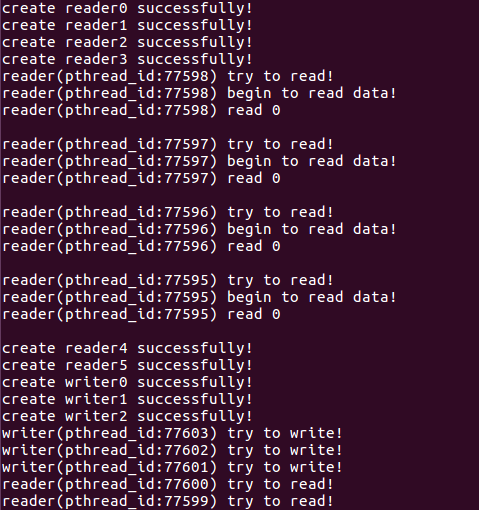 create reader0 successfully!
create reader1 successfully!
create reader2 successfully!
create reader3 successfully!
reader(pthread_id:77598) try to read!
reader(pthread_id:77598) begin to read data!
reader(pthread_id:77598) read 0
reader(pthread_id:77597) try to read!
reader(pthread_id:77597) begin to read data!
reader(pthread_id:77597) read 0
reader(pthread_id:77596) try to read!
reader(pthread_id:77596) begin to read data!
reader(pthread_id:77596) read 0
reader(pthread_id:77595) try to read!
reader(pthread_id:77595) begin to read data!
reader(pthread_id:77595) read 0
create reader4 successfully!
create reader5 successfully!
create writer0 successfully!
create writer1 successfully!
create writer2 successfully!
writer(pthread_id:77603) try to write!
writer(pthread_id:77602) try to write!
writer(pthread_id:77601) try to write!
reader(pthread_id:77600) try to read!
reader(pthread_id:77599) try to read!